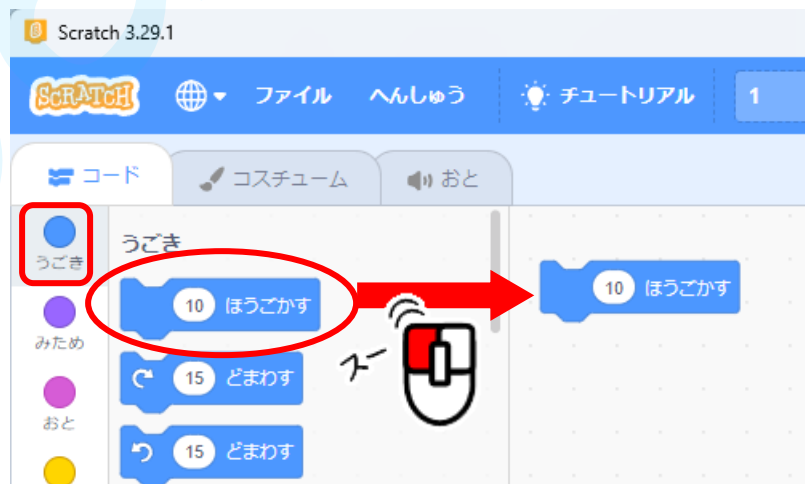 Scratch 3.29.1
SCRATCH ファイル へんしゅう チュートリアル 1
コード コスチューム おと
うごき
うごき
10 ほうごかす
10 ほうごかす
みため
スー
15 どまわす
おと
15 どまわす